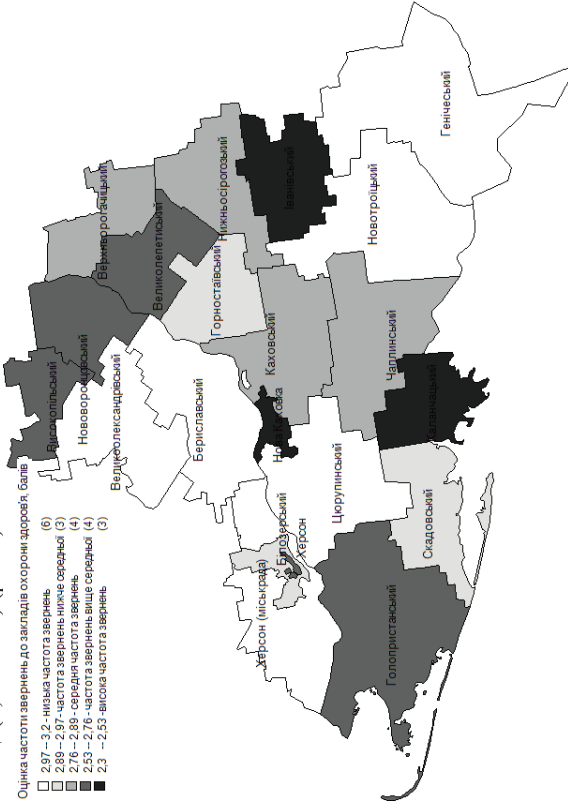 Оцінка частоти звернень до закладів охорони здоров'я, балів
2,97 – 3,2 - низька частота звернень (6)
2,89 – 2,97 - частота звернень нижче середньої (3)
2,76 – 2,89 - середня частота звернень (4)
2,53 – 2,76 - частота звернень вище середньої (4)
2,3 – 2,53 - висока частота звернень (3)
Високопільський
Нововоронцовський
Великоолександрівський
Верхньорогачицький
Великолепетиський
Нижньосірогозький
Горностаївський
Бериславський
Іванівський
Каховський
Нова Каховка
Херсон (міськрада)
Білозерський
Херсон
Цюрупинський
Чаплинський
Новотроїцький
Генічеський
Каланчацький
Скадовський
Голопристанський